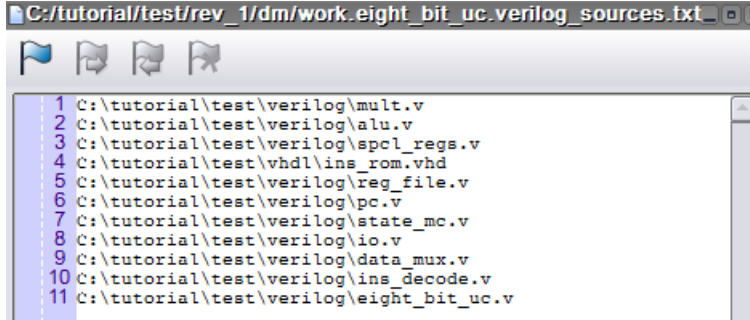 C:/tutorial/test/rev_1/dm/work.eight_bit_uc.verilog_sources.txt
1 C:\tutorial\test\verilog\mult.v
2 C:\tutorial\test\verilog\alu.v
3 C:\tutorial\test\verilog\spcl_regs.v
4 C:\tutorial\test\vhdl\ins_rom.vhd
5 C:\tutorial\test\verilog\reg_file.v
6 C:\tutorial\test\verilog\pc.v
7 C:\tutorial\test\verilog\state_mc.v
8 C:\tutorial\test\verilog\io.v
9 C:\tutorial\test\verilog\data_mux.v
10 C:\tutorial\test\verilog\ins_decode.v
11 C:\tutorial\test\verilog\eight_bit_uc.v